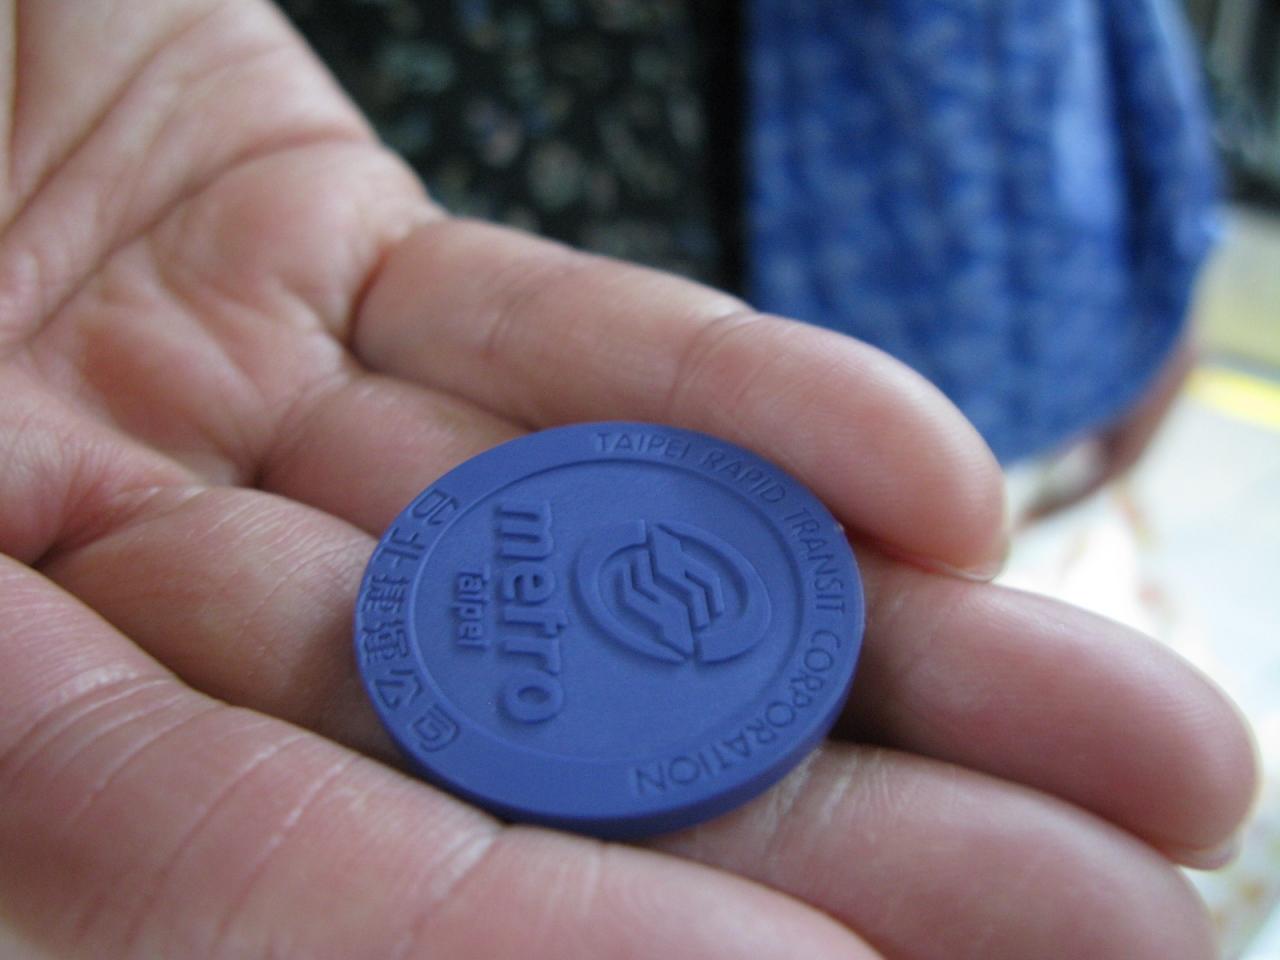 TAIPEI RAPID TRANSIT CORPORATION
metro
taipei
台北捷運公司